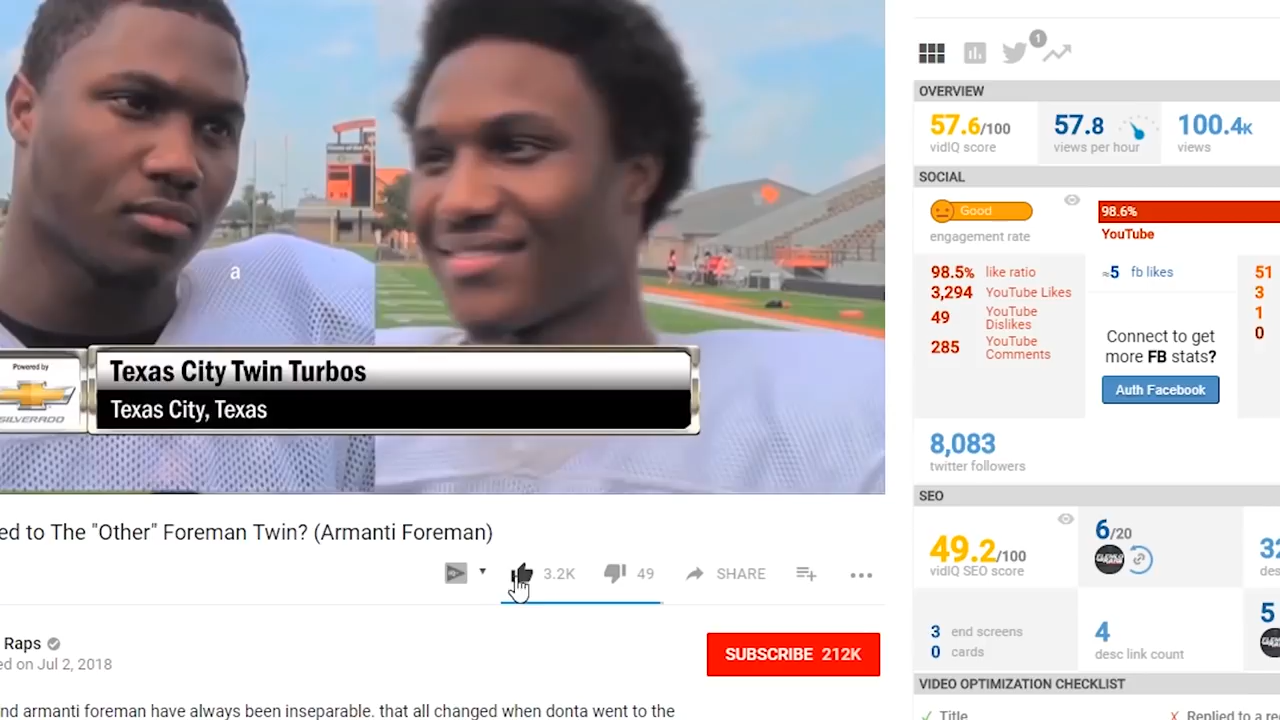 1
OVERVIEW
57.6/100
vidIQ score
57.8
views per hour
100.4K
views
SOCIAL
Good
engagement rate
98.6%
YouTube
98.5% like ratio
3,294 YouTube Likes
49 YouTube Dislikes
285 YouTube Comments
≈5 fb likes
Connect to get
more FB stats?
Auth Facebook
51
3
1
0
8,083
twitter followers
SEO
49.2/100
vidIQ SEO score
6/20
3 end screens
0 cards
4
desc link count
5
VIDEO OPTIMIZATION CHECKLIST
✓ Title
a
Powered by
SILVERADO
Texas City Twin Turbos
Texas City, Texas
ed to The "Other" Foreman Twin? (Armanti Foreman)
3.2K 49 SHARE
Raps
ed on Jul 2, 2018
SUBSCRIBE 212K
nd armanti foreman have always been inseparable. that all changed when donta went to the